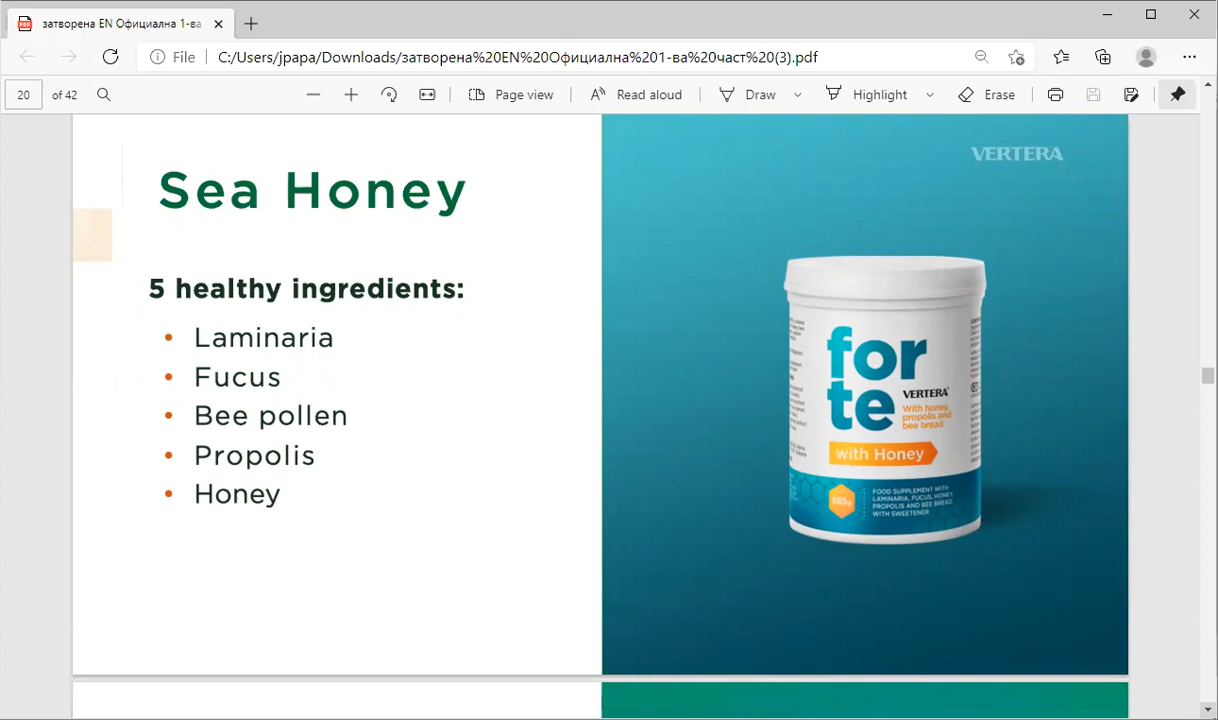 затворена EN Официална 1-ва
File
C:/Users/jpapa/Downloads/затворена%20EN%20Официална%201-ва%20част%20(3).pdf
20 of 42
Page view
Read aloud
Draw
Highlight
Erase
VERTERA
Sea Honey
5 healthy ingredients:
• Laminaria
• Fucus
• Bee pollen
• Propolis
• Honey
for
te
VERTERA
With honey,
propolis and
bee bread
with Honey
585g
FOOD SUPPLEMENT WITH
LAMINARIA, FUCUS, HONEY,
PROPOLIS AND BEE BREAD
WITH SWEETENER